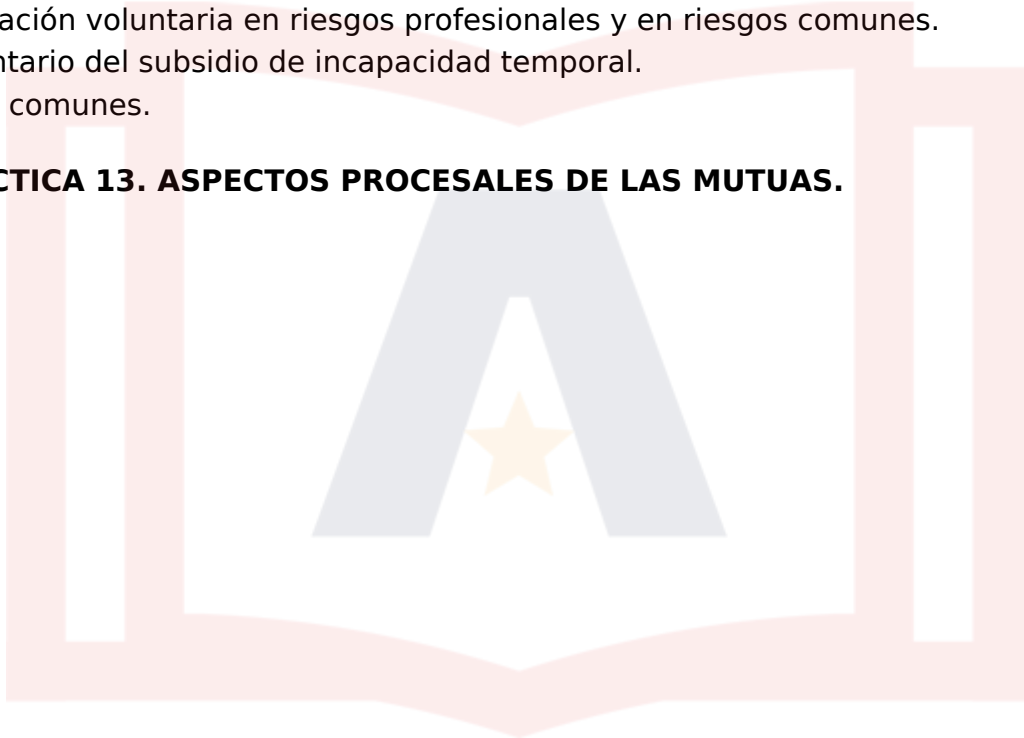 ación voluntaria en riesgos profesionales y en riesgos comunes.
ntario del subsidio de incapacidad temporal.
comunes.
CTICA 13. ASPECTOS PROCESALES DE LAS MUTUAS.